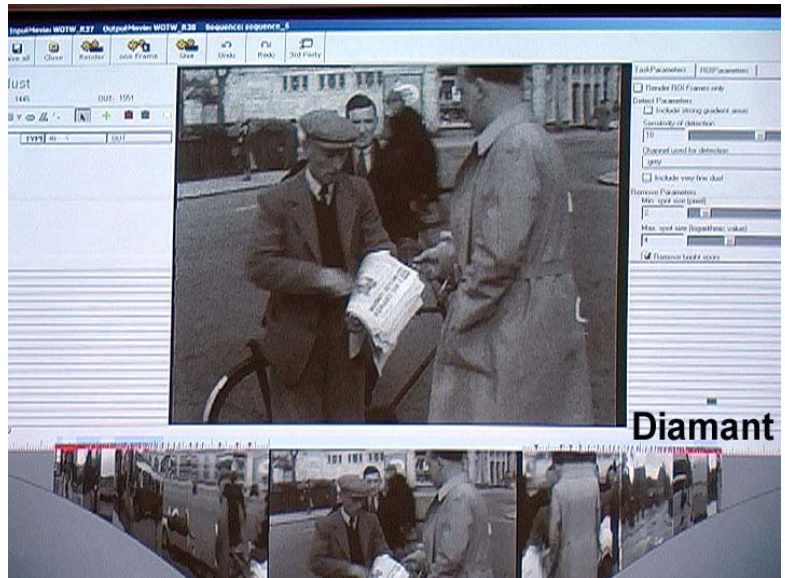 InputMovie: WOTW_R37 OutputMovie: WOTW_R38 Sequence: sequence_5
Close
Render
one Frame
Give
Undo
Redo
3rd Party
1445
OUT: 1551
TYPE
OUT
TaskParameters
ROIParameters
Render ROI Frames only
Detect Parameters
Include strong gradient areas
Sensitivity of detection
10
Channel used for detection
grey
Include very fine dust
Remove Parameters
Min. spot size (pixel)
2
Max. spot size (logarithmic value)
4
Remove bright spots
Diamant